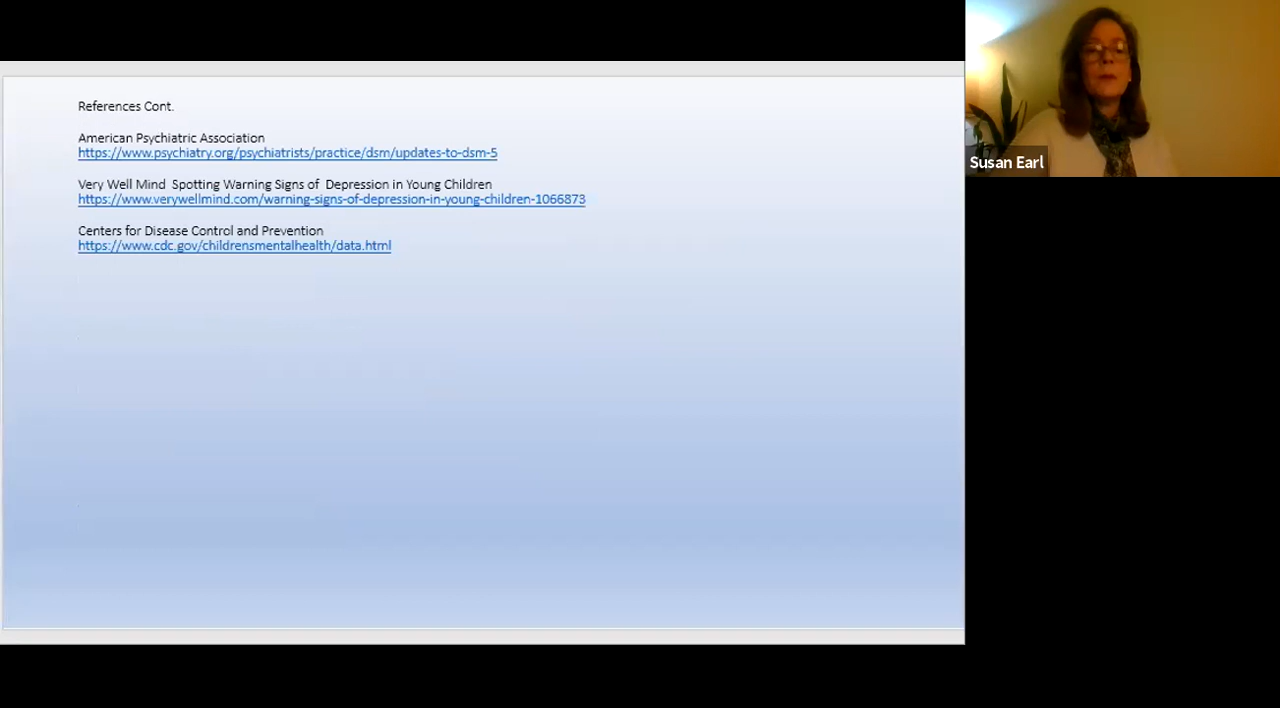 References Cont.
American Psychiatric Association
https://www.psychiatry.org/psychiatrists/practice/dsm/updates-to-dsm-5
Very Well Mind  Spotting Warning Signs of  Depression in Young Children
https://www.verywellmind.com/warning-signs-of-depression-in-young-children-1066873
Centers for Disease Control and Prevention
https://www.cdc.gov/childrensmentalhealth/data.html
Susan Earl